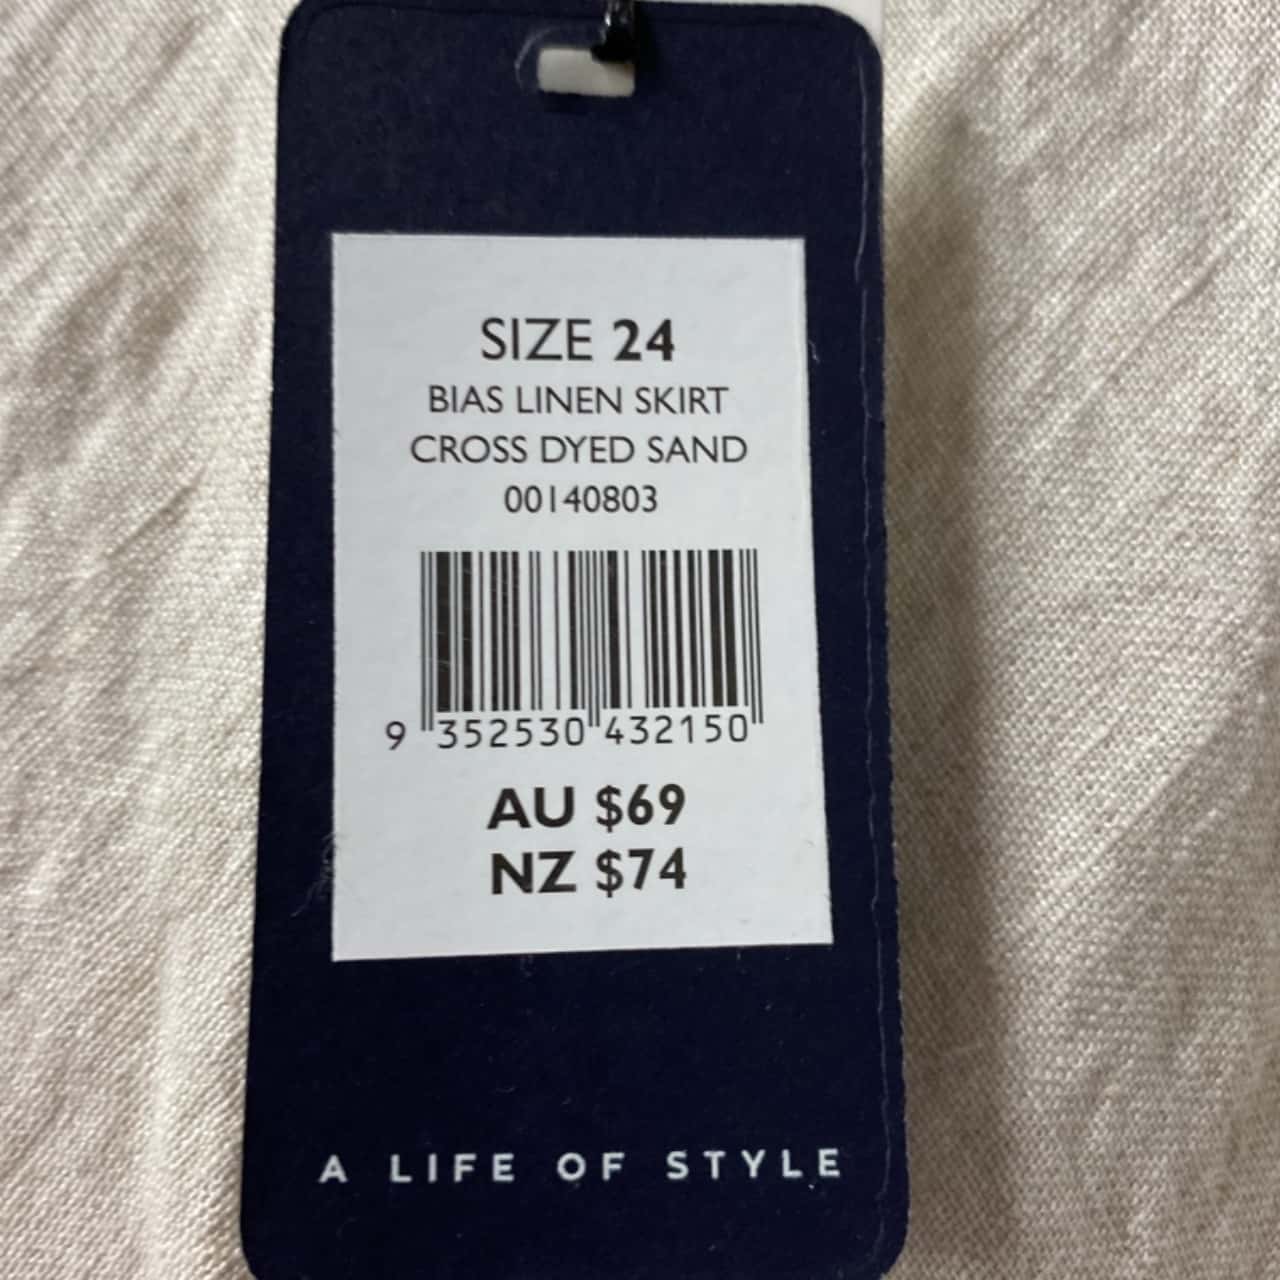 SIZE 24
BIAS LINEN SKIRT
CROSS DYED SAND
00140803
9 352530 432150
AU $69
NZ $74
A LIFE OF STYLE